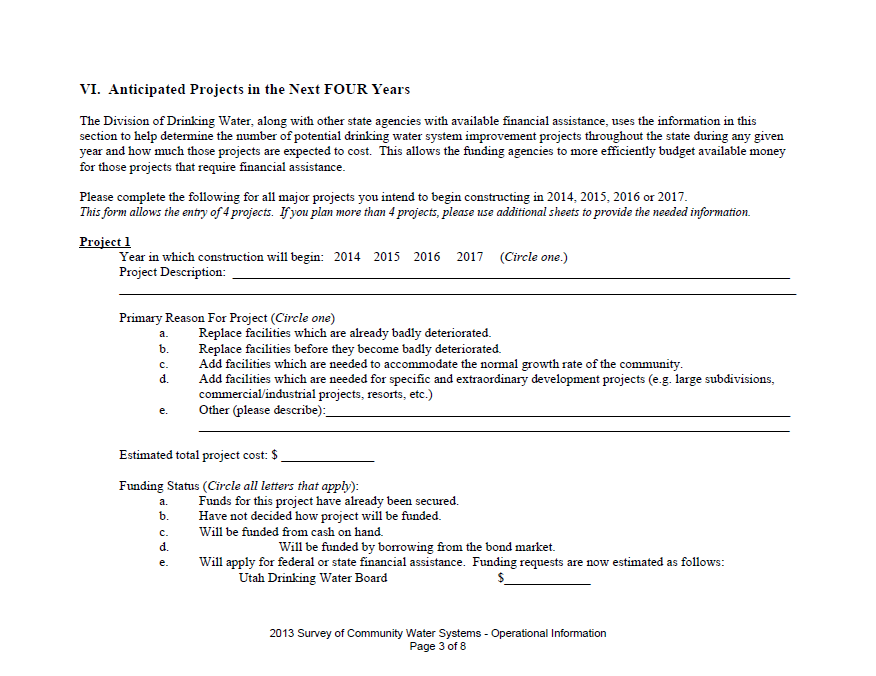 VI. Anticipated Projects in the Next FOUR Years
The Division of Drinking Water, along with other state agencies with available financial assistance, uses the information in this
section to help determine the number of potential drinking water system improvement projects throughout the state during any given
year and how much those projects are expected to cost. This allows the funding agencies to more efficiently budget available money
for those projects that require financial assistance.
Please complete the following for all major projects you intend to begin constructing in 2014, 2015, 2016 or 2017.
This form allows the entry of 4 projects. If you plan more than 4 projects, please use additional sheets to provide the needed information.
Project 1
Year in which construction will begin: 2014 2015 2016 2017 (Circle one.)
Project Description: ____________________
____________________
Primary Reason For Project (Circle one)
a. Replace facilities which are already badly deteriorated.
b. Replace facilities before they become badly deteriorated.
c. Add facilities which are needed to accommodate the normal growth rate of the community.
d. Add facilities which are needed for specific and extraordinary development projects (e.g. large subdivisions,
commercial/industrial projects, resorts, etc.)
e. Other (please describe):____________________
____________________
Estimated total project cost: $ _______________
Funding Status (Circle all letters that apply):
a. Funds for this project have already been secured.
b. Have not decided how project will be funded.
c. Will be funded from cash on hand.
d. Will be funded by borrowing from the bond market.
e. Will apply for federal or state financial assistance. Funding requests are now estimated as follows:
Utah Drinking Water Board $______________
2013 Survey of Community Water Systems - Operational Information
Page 3 of 8